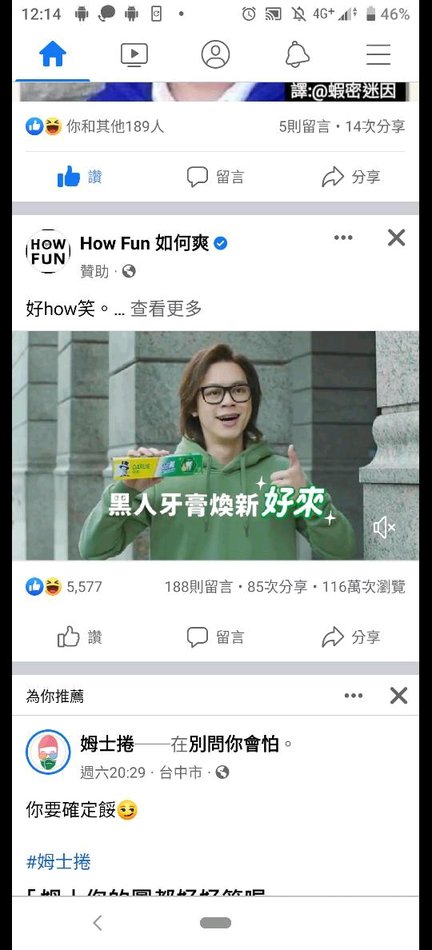 12:14
4G+
46%
譯:@蝦密迷因
你和其他189人
5則留言・14次分享
讚
留言
分享
HOW
FUN
How Fun 如何爽
贊助
好how笑。... 查看更多
DARLIE
黑人牙膏煥新好來
5,577
188則留言・85次分享・116萬次瀏覽
讚
留言
分享
為你推薦
姆士捲——在別問你會怕。
週六20:29・台中市
你要確定餒😏
#姆士捲